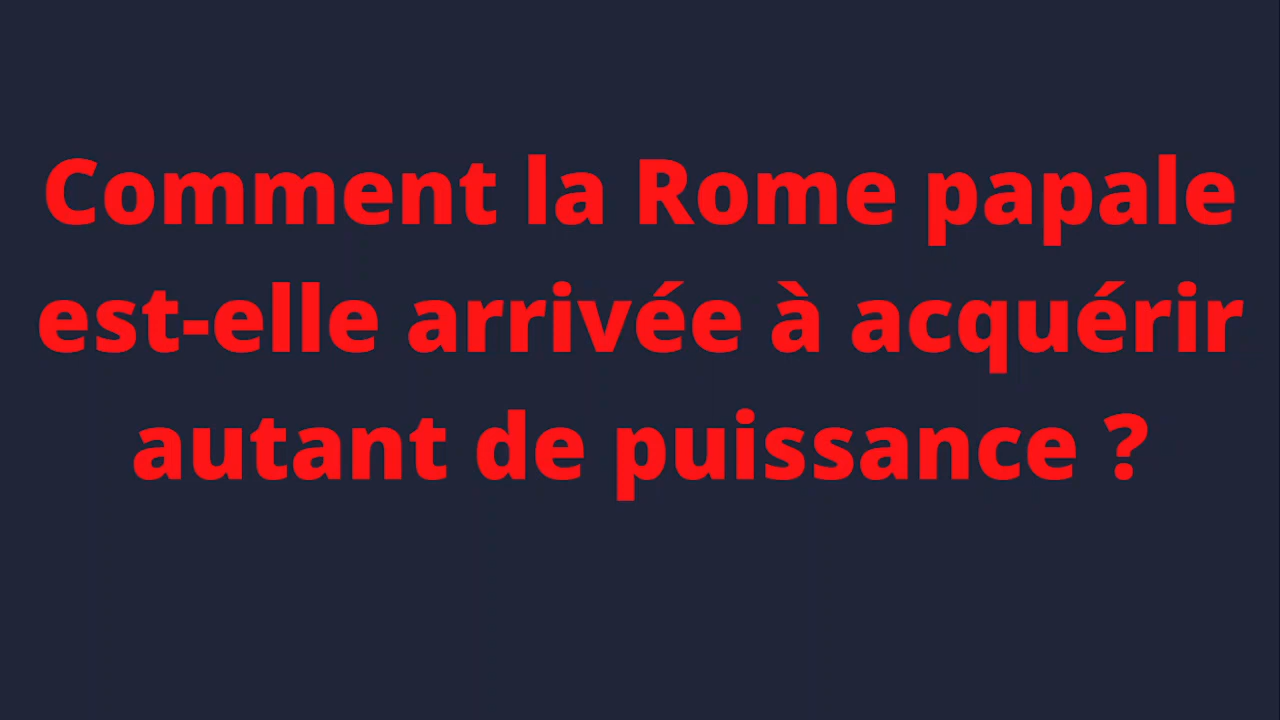 Comment la Rome papale
est-elle arrivée à acquérir
autant de puissance ?